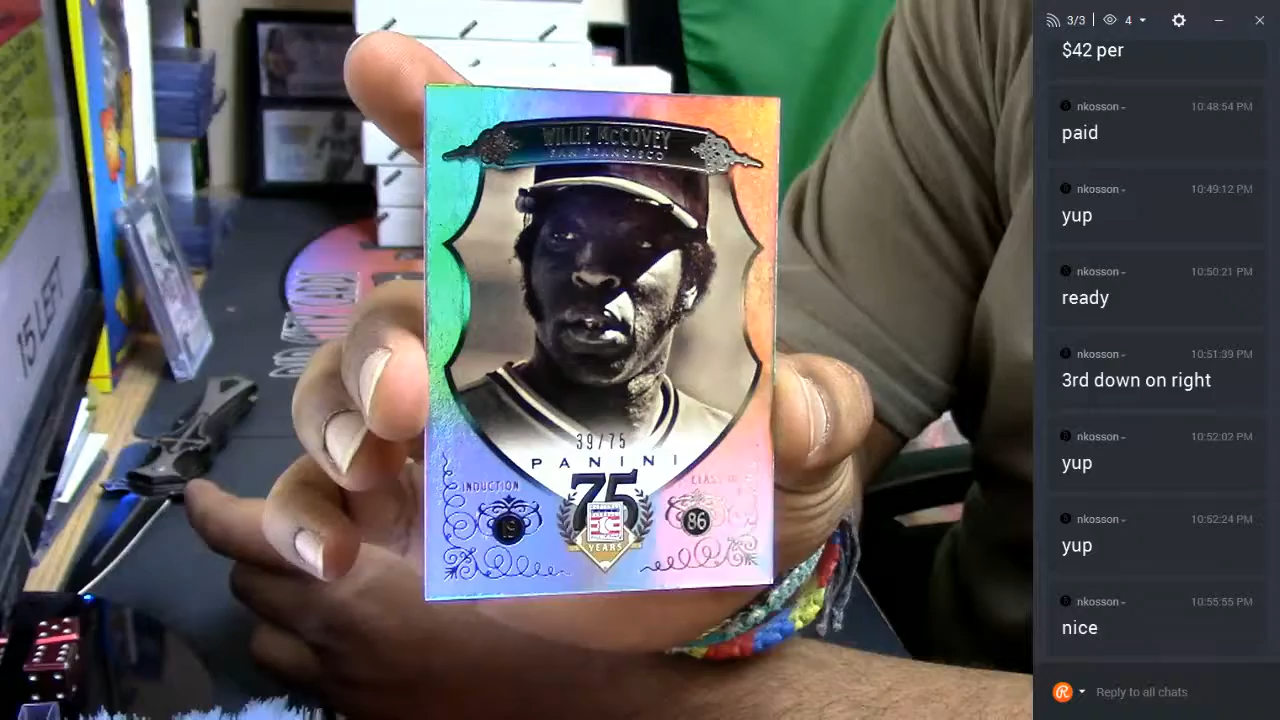 WILLIE McCOVEY
SAN FRANCISCO
39/75
PANINI
INDUCTION
CLASS OF
75
19
86
YEARS
15 LEFT
3/3
4
$42 per
nkosson
10:48:54 PM
paid
nkosson
10:49:12 PM
yup
nkosson
10:50:21 PM
ready
nkosson
10:51:39 PM
3rd down on right
nkosson
10:52:02 PM
yup
nkosson
10:52:24 PM
yup
nkosson
10:55:55 PM
nice
Reply to all chats